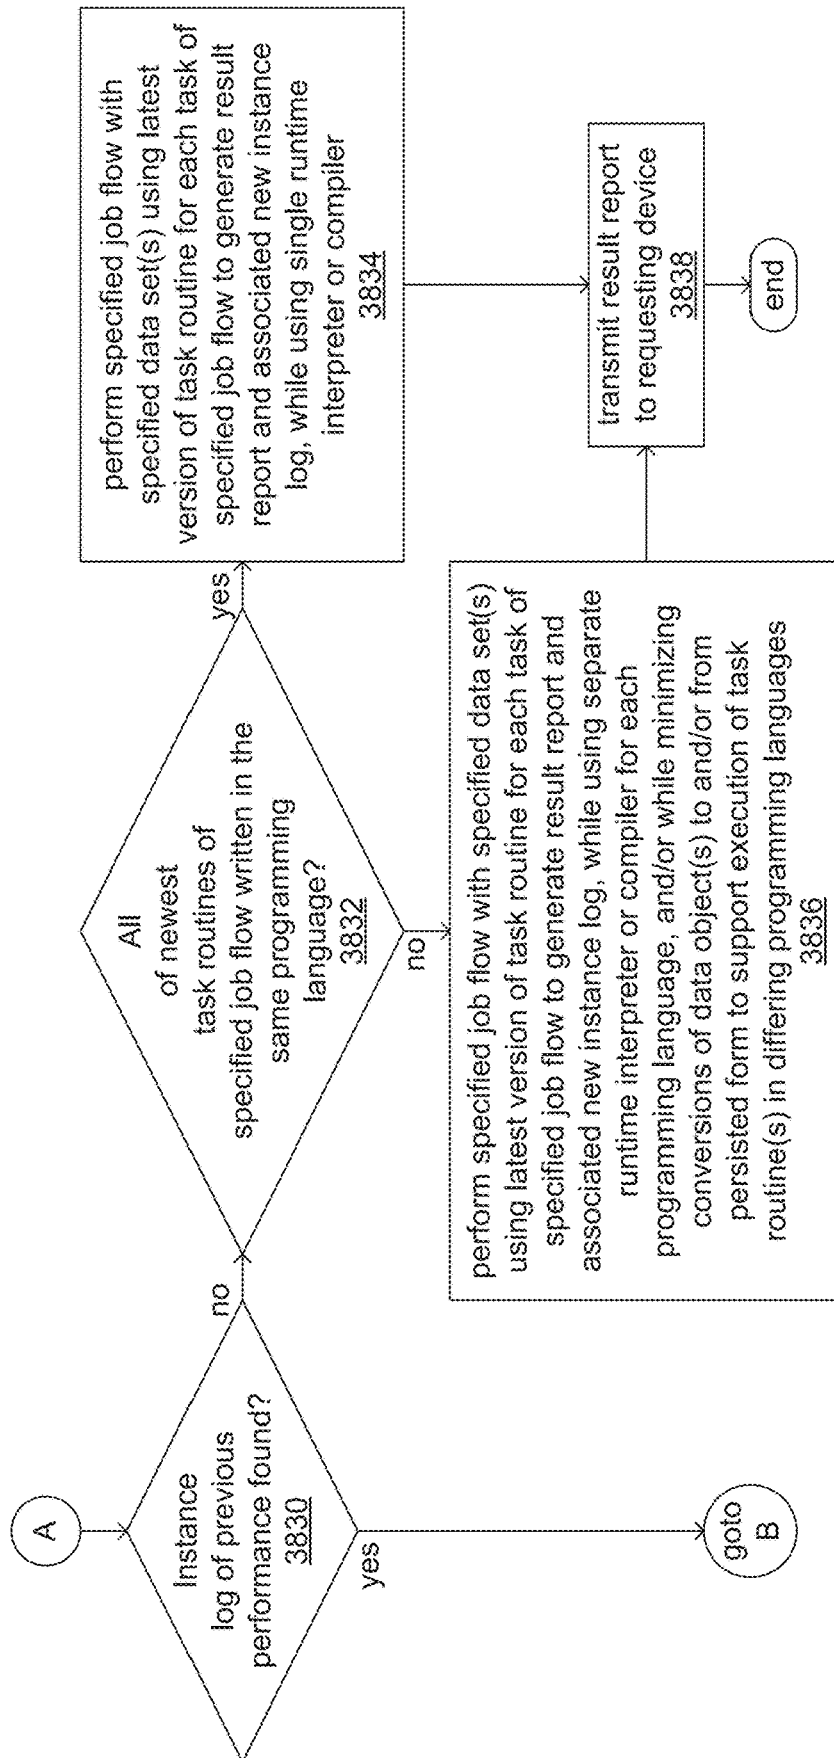 A
Instance
log of previous
performance found?
3830
no
yes
goto
B
All
of newest
task routines of
specified job flow written in the
same programming
language?
3832
yes
no
perform specified job flow with
specified data set(s) using latest
version of task routine for each task of
specified job flow to generate result
report and associated new instance
log, while using single runtime
interpreter or compiler
3834
perform specified job flow with specified data set(s)
using latest version of task routine for each task of
specified job flow to generate result report and
associated new instance log, while using separate
runtime interpreter or compiler for each
programming language, and/or while minimizing
conversions of data object(s) to and/or from
persisted form to support execution of task
routine(s) in differing programming languages
3836
transmit result report
to requesting device
3838
end